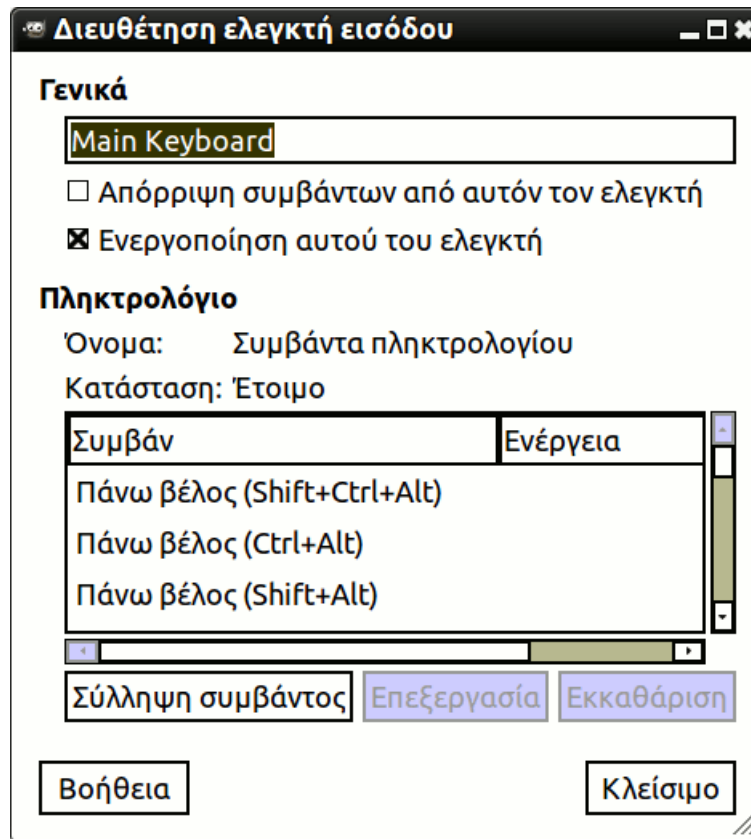 Διευθέτηση ελεγκτή εισόδου
Γενικά
Main Keyboard
Απόρριψη συμβάντων από αυτόν τον ελεγκτή
Ενεργοποίηση αυτού του ελεγκτή
Πληκτρολόγιο
Όνομα: Συμβάντα πληκτρολογίου
Κατάσταση: Έτοιμο
Συμβάν Ενέργεια
Πάνω βέλος (Shift+Ctrl+Alt)
Πάνω βέλος (Ctrl+Alt)
Πάνω βέλος (Shift+Alt)
Σύλληψη συμβάντος Επεξεργασία Εκκαθάριση
Βοήθεια Κλείσιμο